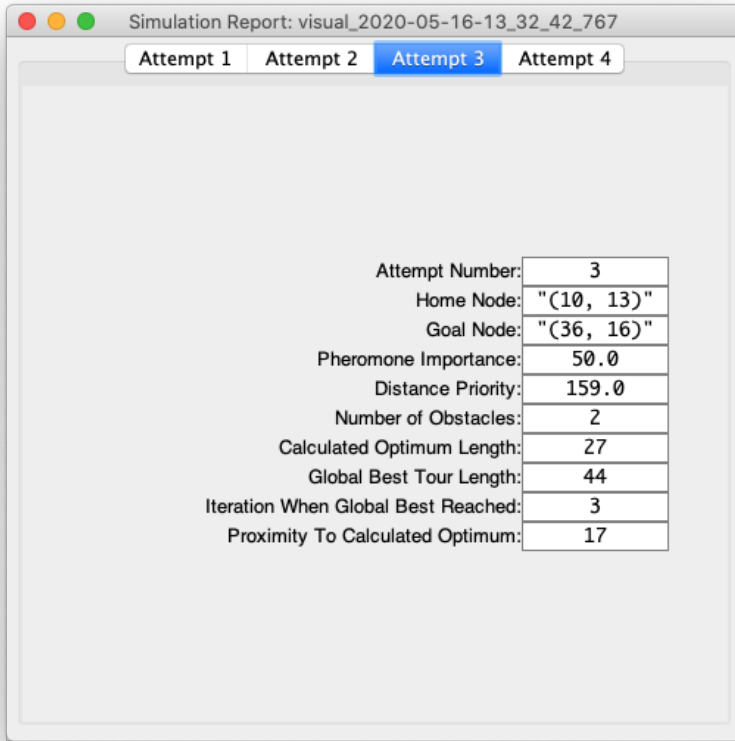 Simulation Report: visual_2020-05-16-13_32_42_767
Attempt 1 Attempt 2 Attempt 3 Attempt 4
Attempt Number: 3
Home Node: "(10, 13)"
Goal Node: "(36, 16)"
Pheromone Importance: 50.0
Distance Priority: 159.0
Number of Obstacles: 2
Calculated Optimum Length: 27
Global Best Tour Length: 44
Iteration When Global Best Reached: 3
Proximity To Calculated Optimum: 17